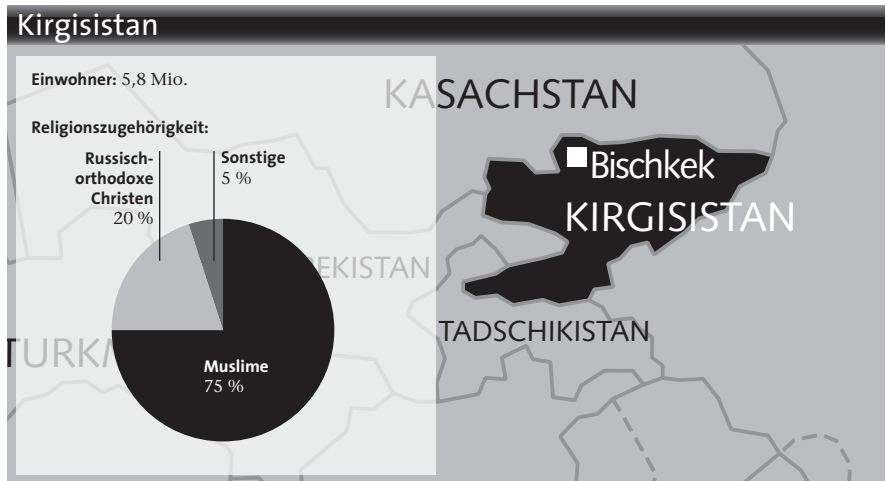 Kirgisistan
Einwohner: 5,8 Mio.
Religionszugehörigkeit:
Russisch-
orthodoxe
Christen
20 %
Sonstige
5 %
Muslime
75 %
KASACHSTAN
Bischkek
KIRGISISTAN
EKISTAN
TADSCHIKISTAN
TURKM